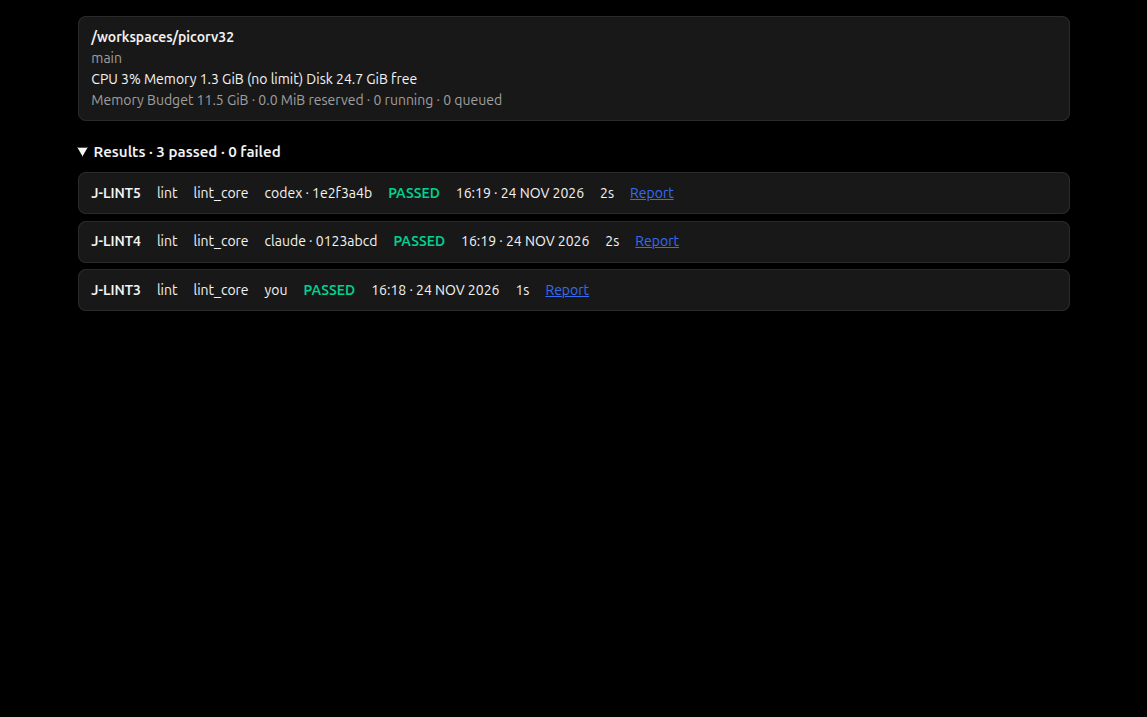 /workspaces/picorv32
main
CPU 3% Memory 1.3 GiB (no limit) Disk 24.7 GiB free
Memory Budget 11.5 GiB · 0.0 MiB reserved · 0 running · 0 queued
▼ Results · 3 passed · 0 failed
J-LINT5 lint lint_core codex · 1e2f3a4b PASSED 16:19 · 24 NOV 2026 2s Report
J-LINT4 lint lint_core claude · 0123abcd PASSED 16:19 · 24 NOV 2026 2s Report
J-LINT3 lint lint_core you PASSED 16:18 · 24 NOV 2026 1s Report